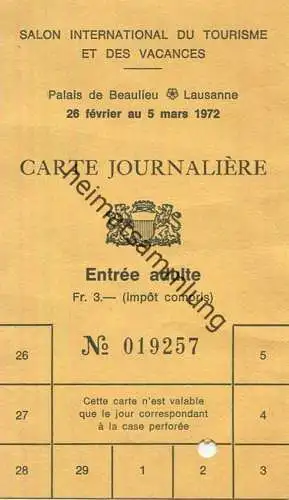 SALON INTERNATIONAL DU TOURISME
ET DES VACANCES
Palais de Beaulieu Lausanne
26 février au 5 mars 1972
CARTE JOURNALIÈRE
heimatsammlung
Entrée adulte
Fr. 3.— (impôt compris)
№ 019257
26
5
27
Cette carte n'est valable
que le jour correspondant
à la case perforée
4
28
29
1
2
3